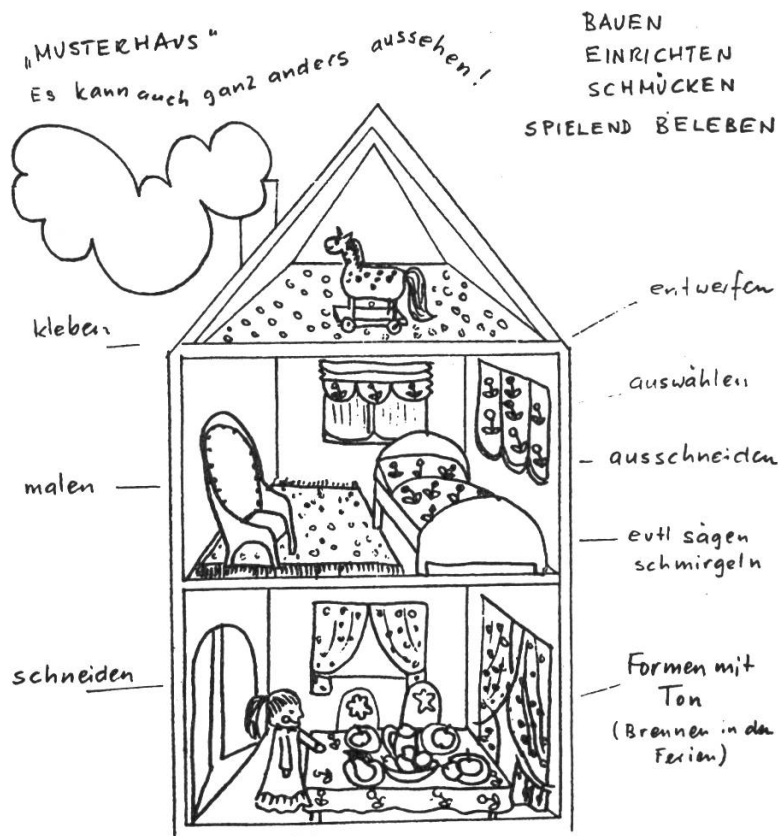 „MUSTERHAUS“
Es kann auch ganz anders aussehen!
BAUEN
EINRICHTEN
SCHMÜCKEN
SPIELEND BELEBEN
kleben
malen
schneiden
entwerfen
auswählen
ausschneiden
evtl sägen
schmirgeln
Formen mit
Ton
(Brennen in den
Ferien)